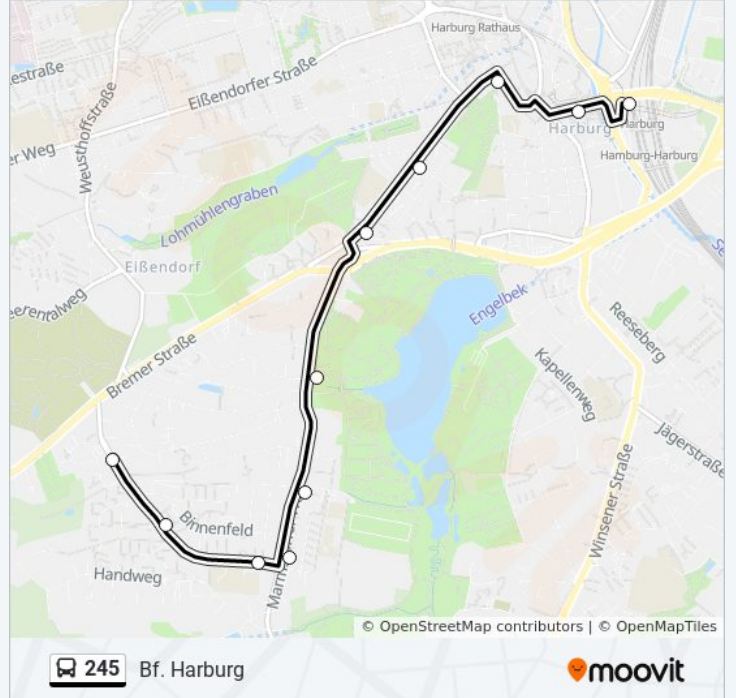 Harburg Rathaus
estraße
Eißendorfer Straße
Weusthoffstraße
er Weg
Harburg
Harburg
Hamburg-Harburg
Lohmühlengraben
Eißendorf
Engelbek
eerentalweg
Reeseberg
Bremer Straße
Kapellenweg
Jägerstraße
Winsener Straße
Binnenfeld
Handweg
Marm
© OpenStreetMap contributors | © OpenMapTiles
245 Bf. Harburg
moovit